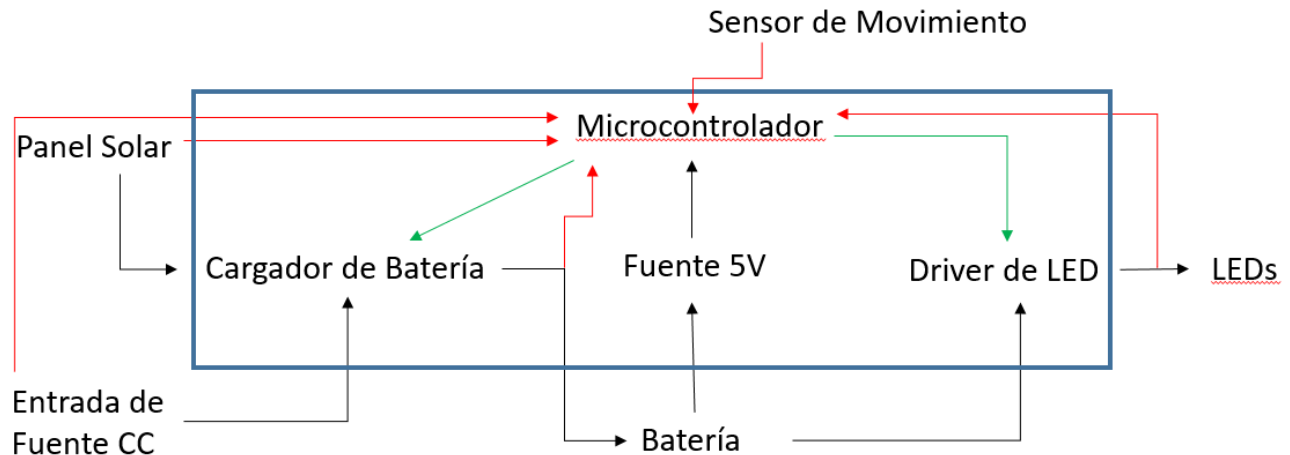 Sensor de Movimiento
Microcontrolador
Panel Solar
Cargador de Batería
Fuente 5V
Driver de LED
LEDs
Entrada de
Fuente CC
Batería